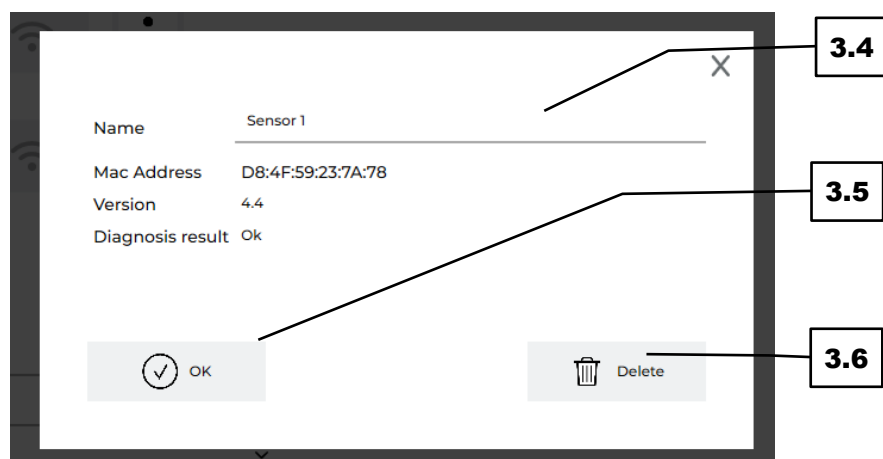 3.4
X
Name Sensor 1
Mac Address D8:4F:59:23:7A:78
3.5
Version 4.4
Diagnosis result Ok
OK
Delete
3.6